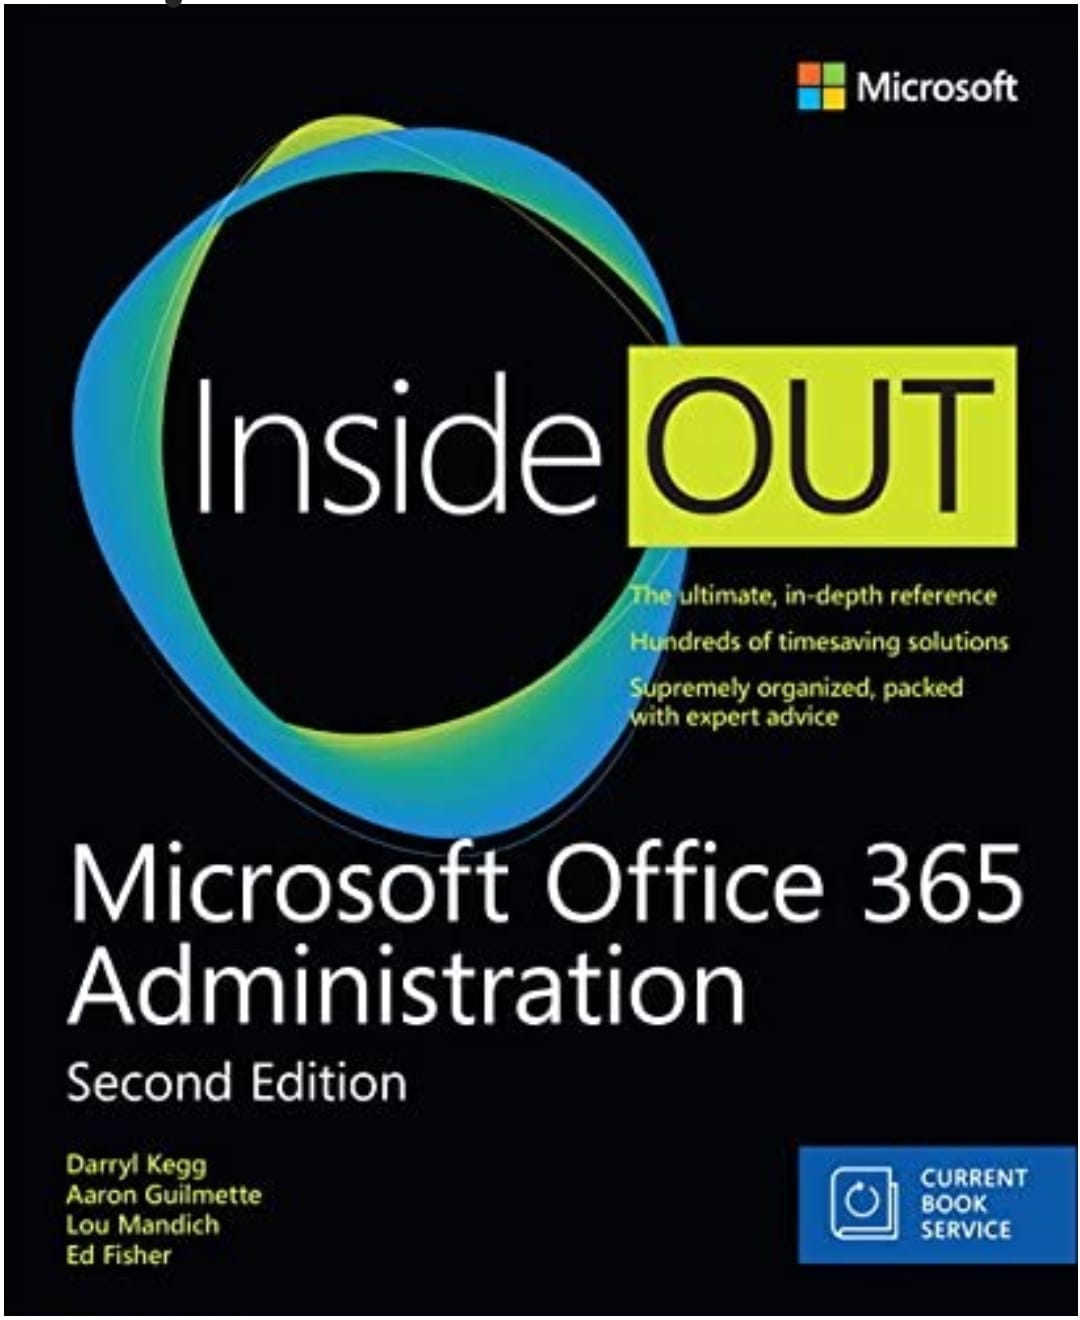 Microsoft
Inside OUT
The ultimate, in-depth reference
Hundreds of timesaving solutions
Supremely organized, packed
with expert advice
Microsoft Office 365
Administration
Second Edition
Darryl Kegg
Aaron Guilmette
Lou Mandich
Ed Fisher
CURRENT
BOOK
SERVICE